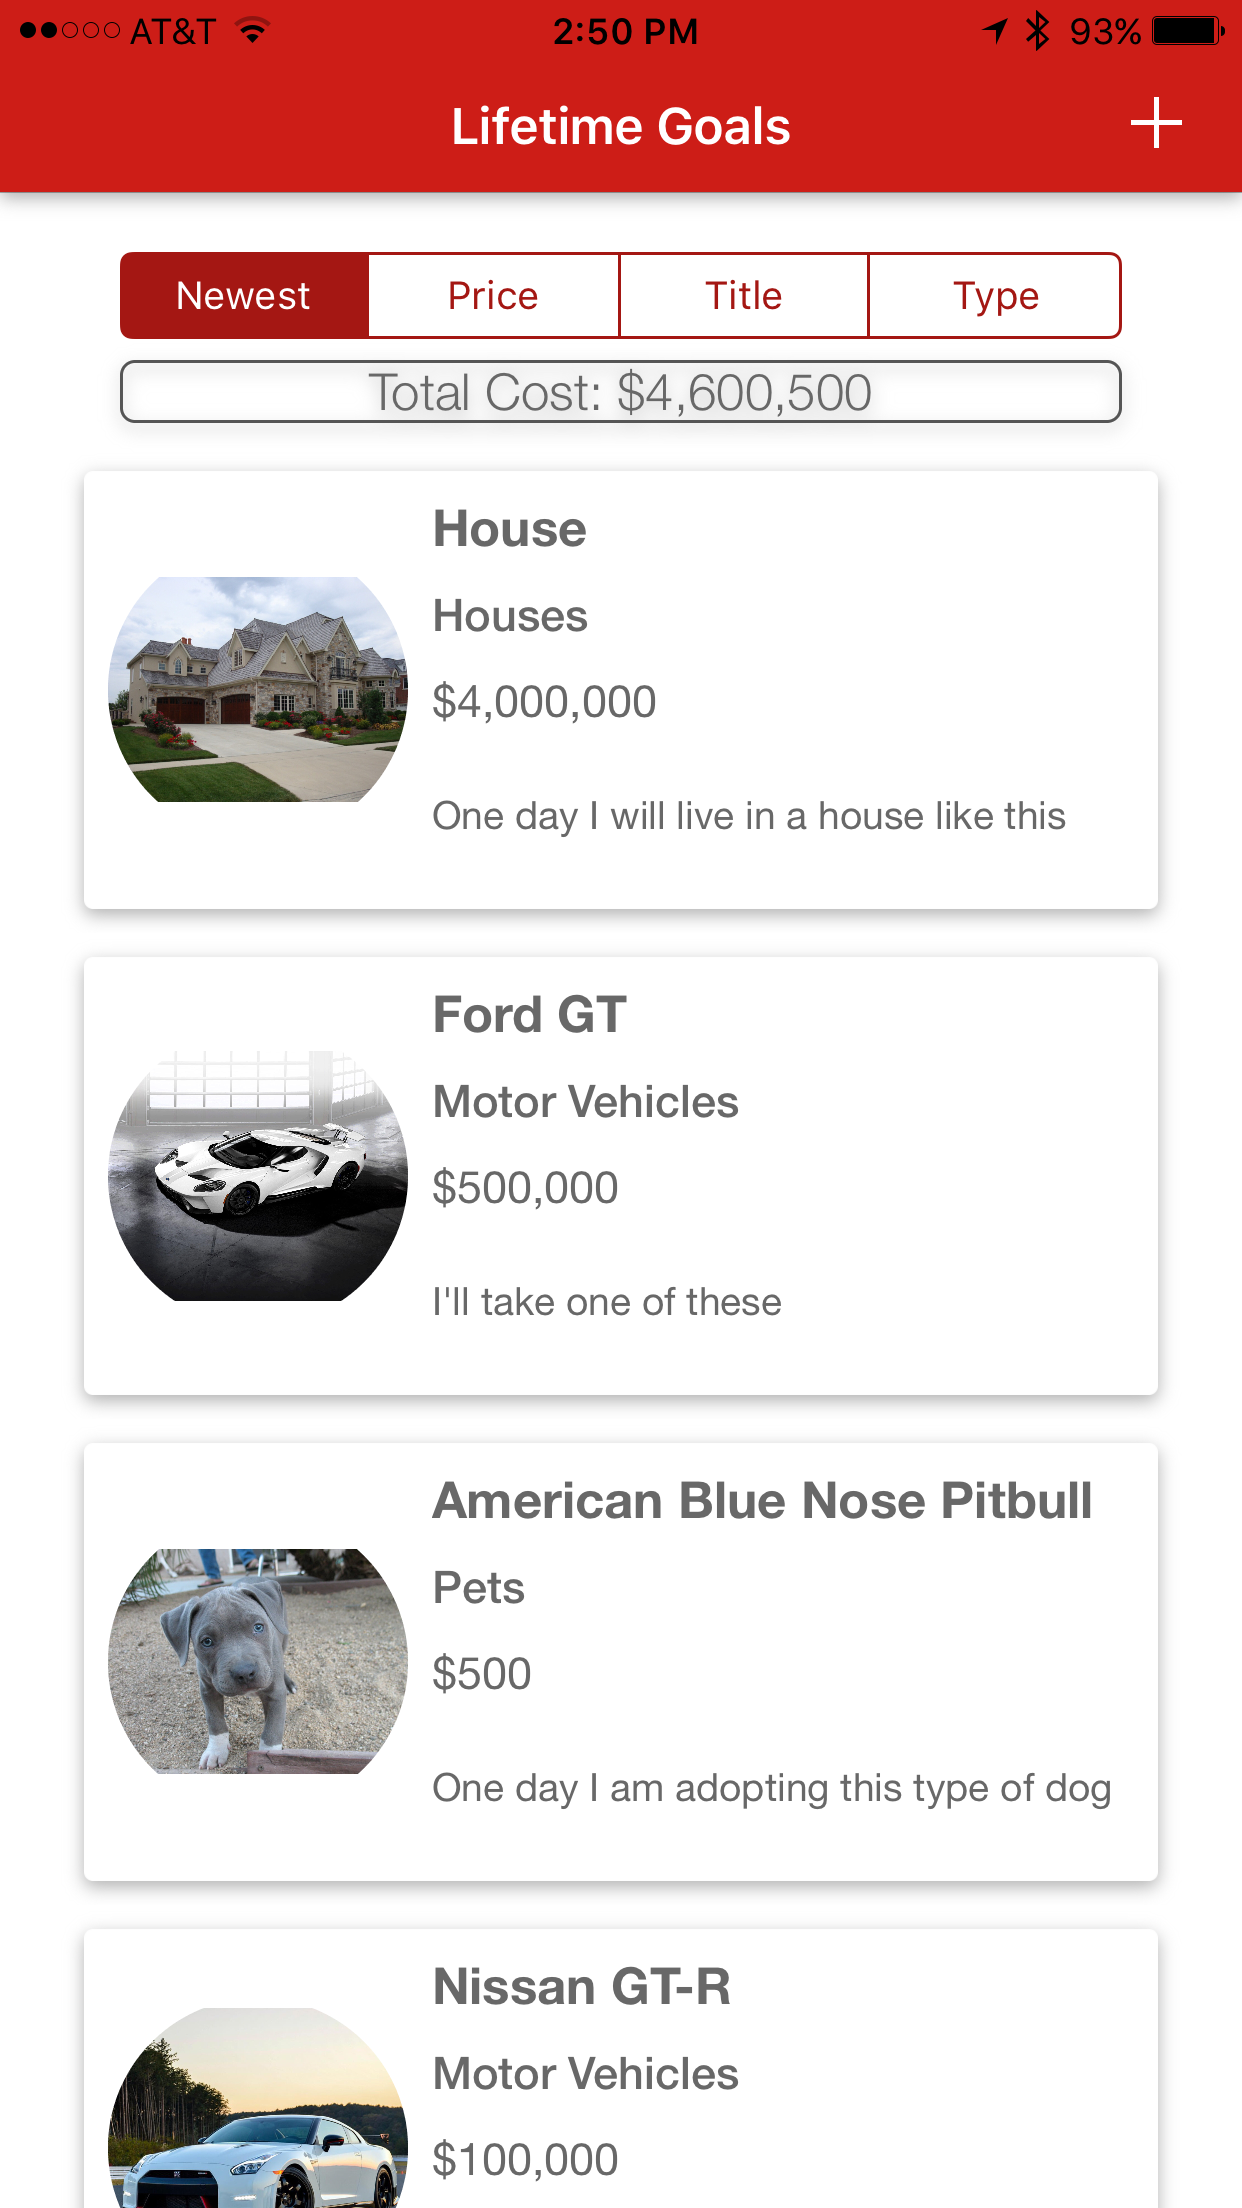 AT&T 2:50 PM 93%
Lifetime Goals
Newest Price Title Type
Total Cost: $4,600,500
House
Houses
$4,000,000
One day I will live in a house like this
Ford GT
Motor Vehicles
$500,000
I'll take one of these
American Blue Nose Pitbull
Pets
$500
One day I am adopting this type of dog
Nissan GT-R
Motor Vehicles
$100,000